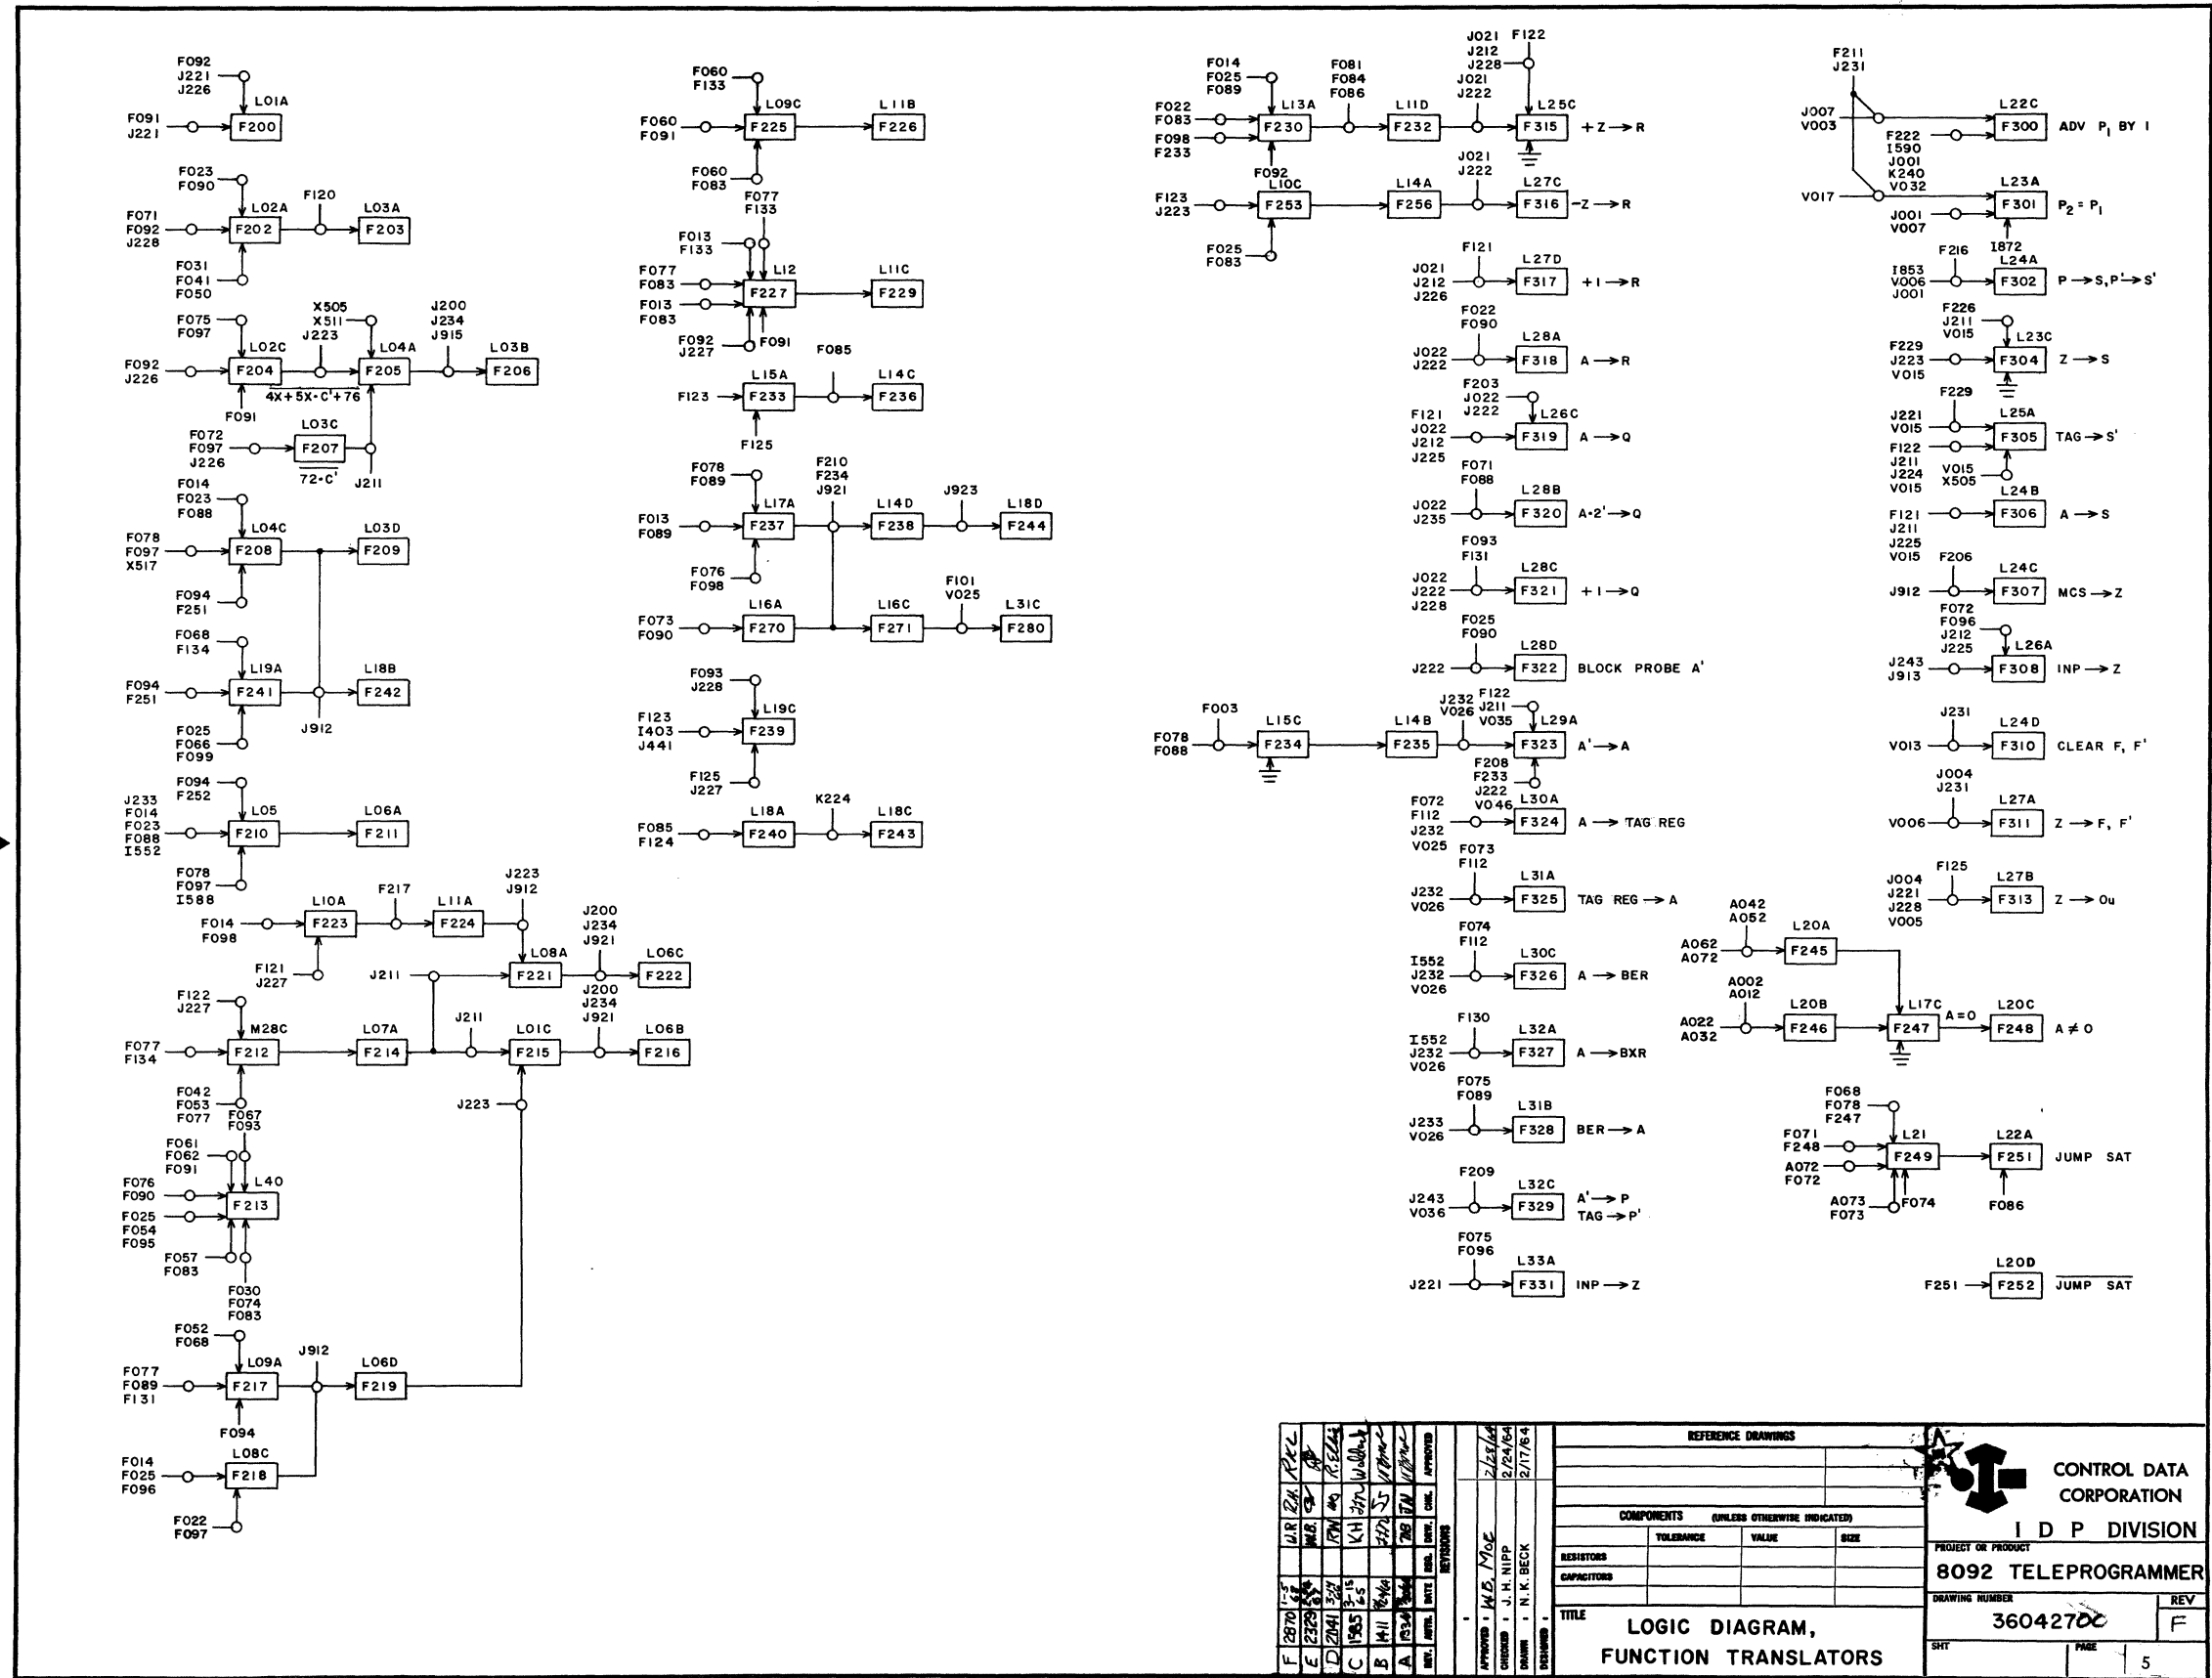 F092
J221
J226
L01A
F091
J221
F200
F023
F090
L02A
F120
L03A
F071
F092
J228
F202
F203
F031
F041
F050
F075
F097
X505
X511
J223
J200
J234
J915
L02C
L04A
L03B
F092
J226
F204
F205
F206
4X+5X•C'+76
F091
L03C
F072
F097
J226
F207
72•C'
J211
F014
F023
F088
L04C
L03D
F078
F097
X517
F208
F209
F094
F251
F068
F134
L19A
L18B
F094
F251
F241
F242
J912
F025
F066
F099
F094
F252
L05
L06A
J233
F014
F023
F088
I552
F210
F211
F078
F097
I588
L10A
F217
L11A
J223
J912
F014
F098
F223
F224
F121
J227
J211
L08A
J200
J234
J921
L06C
F221
F222
F122
J227
M28C
L07A
J211
L01C
J200
J234
J921
L06B
F077
F134
F212
F214
F215
F216
F042
F053
F077
J223
F067
F093
F061
F062
F091
L40
F076
F090
F213
F025
F054
F095
F057
F083
F030
F074
F083
F052
F068
L09A
J912
L06D
F077
F089
F131
F217
F219
F094
L08C
F014
F025
F096
F218
F022
F097
F060
F133
L09C
L11B
F060
F091
F225
F226
F060
F083
F077
F133
F013
F133
L12
L11C
F077
F083
F227
F229
F013
F083
F092
J227
F091
L15A
F085
L14C
F123
F233
F236
F125
F078
F089
F210
F234
J921
L17A
L14D
J923
L18D
F013
F089
F237
F238
F244
F076
F098
L16A
L16C
F101
V025
L31C
F073
F090
F270
F271
F280
F093
J228
L19C
F123
I403
J441
F239
F125
J227
L18A
K224
L18C
F085
F124
F240
F243
F014
F025
F089
F081
F084
F086
J021
J212
J228
F122
J021
J222
L13A
L11D
L25C
F022
F083
F098
F233
F230
F232
F315
+Z → R
F092
L10C
L14A
J021
J222
L27C
F123
J223
F253
F256
F316
-Z → R
F025
F083
F121
L27D
J021
J212
J226
F317
+1 → R
F022
F090
L28A
J022
J222
F318
A → R
F203
J022
J222
L26C
F121
J022
J212
J225
F319
A → Q
F071
F088
L28B
J022
J235
F320
A•2' → Q
F093
F131
L28C
J022
J222
J228
F321
+1 → Q
F025
F090
L28D
J222
F322
BLOCK PROBE A'
F003
L15C
L14B
J232
V026
F122
J211
V035
L29A
F078
F088
F234
F235
F323
A' → A
F208
F233
J222
V046
F072
F112
J232
V025
L30A
F324
A → TAG REG
F073
F112
L31A
J232
V026
F325
TAG REG → A
F074
F112
L30C
I552
J232
V026
F326
A → BER
F130
L32A
I552
J232
V026
F327
A → BXR
F075
F089
L31B
J233
V026
F328
BER → A
F209
L32C
J243
V036
F329
A' → P
TAG → P'
F075
F096
L33A
J221
F331
INP → Z
F211
J231
L22C
J007
V003
F300
ADV P₁ BY 1
F222
I590
J001
K240
V032
L23A
V017
F301
P₂ = P₁
J001
V007
I872
F216
L24A
I853
V006
J001
F302
P → S, P' → S'
F226
J211
V015
L23C
F229
J223
V015
F304
Z → S
F229
L25A
J221
V015
F305
TAG → S'
F122
J211
J224
V015
V015
X505
L24B
F121
J211
J225
V015
F306
A → S
F206
L24C
J912
F307
MCS → Z
F072
F096
J212
J225
L26A
J243
J913
F308
INP → Z
J231
L24D
V013
F310
CLEAR F, F'
J004
J231
L27A
V006
F311
Z → F, F'
F125
L27B
J004
J221
J228
V005
F313
Z → Ou
A042
A052
L20A
A062
A072
F245
A002
A012
L20B
L17C
L20C
A022
A032
F246
F247
A=0
F248
A ≠ 0
F068
F078
F247
L21
L22A
F071
F248
F249
F251
JUMP SAT
A072
F072
A073
F073
F074
F086
L20D
F251
F252
JUMP SAT
REVISIONS
REV. AUTH. DATE DRW. CHK. APPROVED
F 2870
E 2329
D 2041
C 1585 3-15 65
B 1411
A
APPROVED W.B. MOE
CHECKED J. H. NIPP 2/24/64
DRAWN N. K. BECK 2/17/64
DESIGNED
REFERENCE DRAWINGS
COMPONENTS (UNLESS OTHERWISE INDICATED)
TOLERANCE VALUE SIZE
RESISTORS
CAPACITORS
TITLE
LOGIC DIAGRAM,
FUNCTION TRANSLATORS
CONTROL DATA
CORPORATION
I D P DIVISION
PROJECT OR PRODUCT
8092 TELEPROGRAMMER
DRAWING NUMBER
REV
36042700
F
SHT
PAGE
5